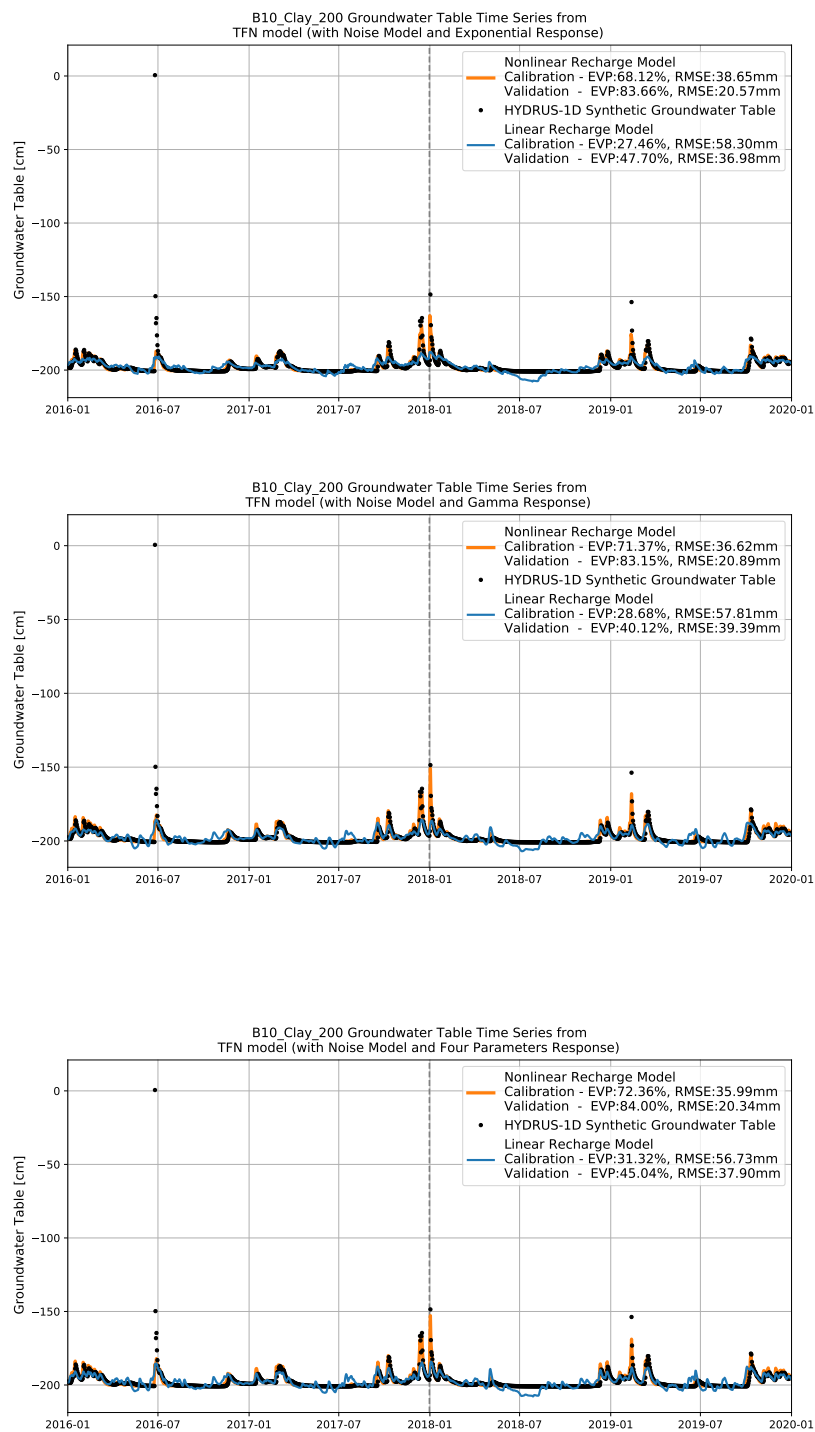 B10_Clay_200 Groundwater Table Time Series from
TFN model (with Noise Model and Exponential Response)
Nonlinear Recharge Model
Calibration - EVP:68.12%, RMSE:38.65mm
Validation  -  EVP:83.66%, RMSE:20.57mm
HYDRUS-1D Synthetic Groundwater Table
Linear Recharge Model
Calibration - EVP:27.46%, RMSE:58.30mm
Validation  -  EVP:47.70%, RMSE:36.98mm
Groundwater Table [cm]
0
−50
−100
−150
−200
2016-01 2016-07 2017-01 2017-07 2018-01 2018-07 2019-01 2019-07 2020-01
B10_Clay_200 Groundwater Table Time Series from
TFN model (with Noise Model and Gamma Response)
Nonlinear Recharge Model
Calibration - EVP:71.37%, RMSE:36.62mm
Validation  -  EVP:83.15%, RMSE:20.89mm
HYDRUS-1D Synthetic Groundwater Table
Linear Recharge Model
Calibration - EVP:28.68%, RMSE:57.81mm
Validation  -  EVP:40.12%, RMSE:39.39mm
Groundwater Table [cm]
0
−50
−100
−150
−200
2016-01 2016-07 2017-01 2017-07 2018-01 2018-07 2019-01 2019-07 2020-01
B10_Clay_200 Groundwater Table Time Series from
TFN model (with Noise Model and Four Parameters Response)
Nonlinear Recharge Model
Calibration - EVP:72.36%, RMSE:35.99mm
Validation  -  EVP:84.00%, RMSE:20.34mm
HYDRUS-1D Synthetic Groundwater Table
Linear Recharge Model
Calibration - EVP:31.32%, RMSE:56.73mm
Validation  -  EVP:45.04%, RMSE:37.90mm
Groundwater Table [cm]
0
−50
−100
−150
−200
2016-01 2016-07 2017-01 2017-07 2018-01 2018-07 2019-01 2019-07 2020-01